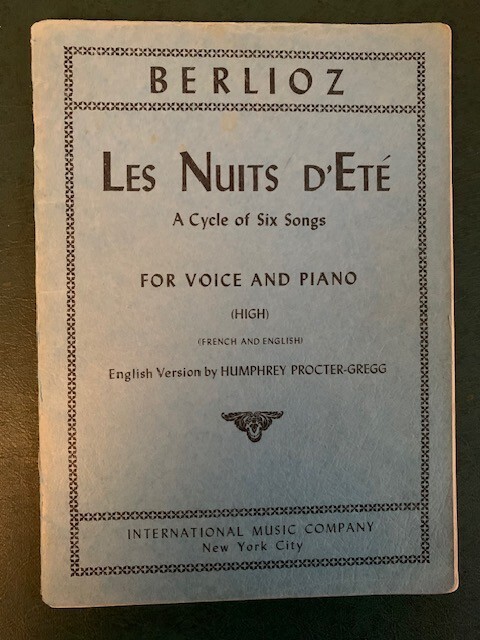 BERLIOZ
LES NUITS D'ETÉ
A Cycle of Six Songs
FOR VOICE AND PIANO
(HIGH)
(FRENCH AND ENGLISH)
English Version by HUMPHREY PROCTER-GREGG
INTERNATIONAL MUSIC COMPANY
New York City